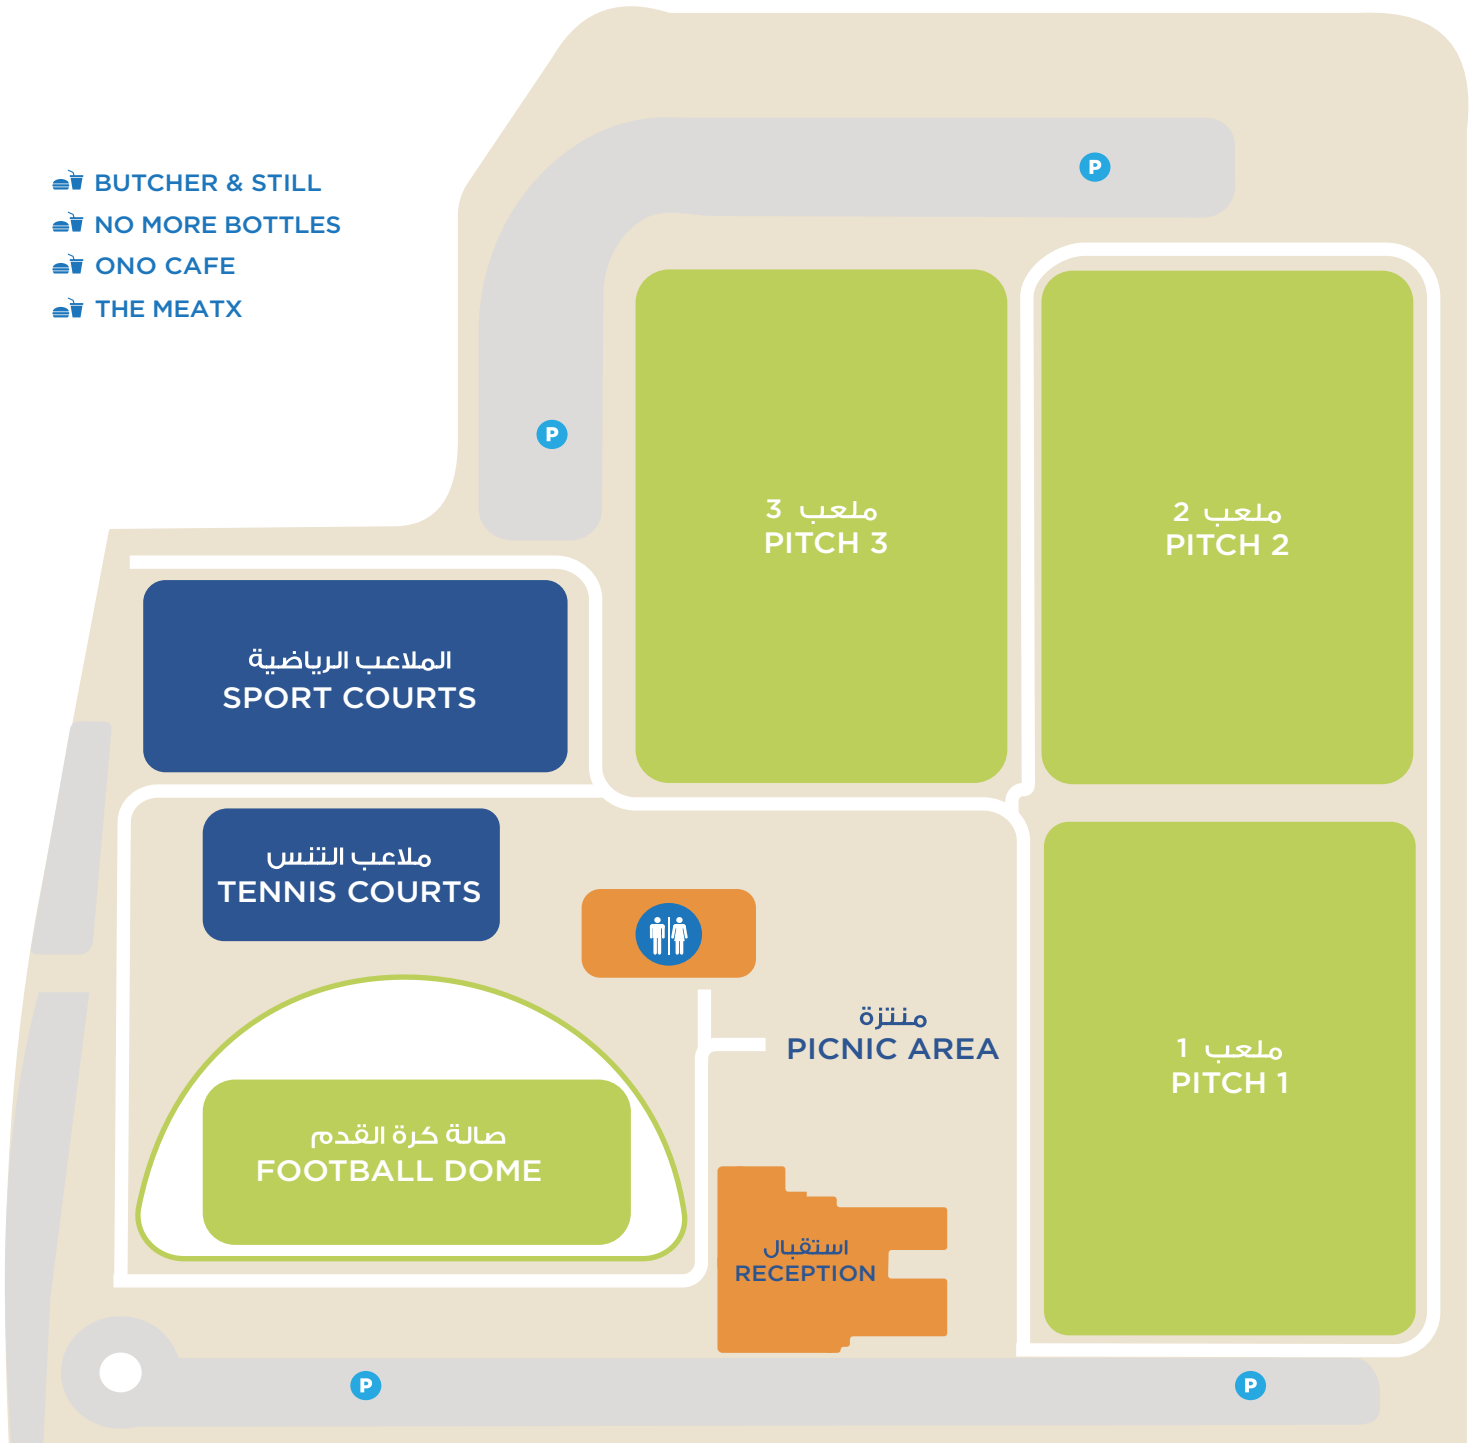 BUTCHER & STILL
NO MORE BOTTLES
ONO CAFE
THE MEATX
P
P
ملعب 3
PITCH 3
ملعب 2
PITCH 2
الملاعب الرياضية
SPORT COURTS
ملاعب التنس
TENNIS COURTS
منتزة
PICNIC AREA
ملعب 1
PITCH 1
صالة كرة القدم
FOOTBALL DOME
استقبال
RECEPTION
P
P